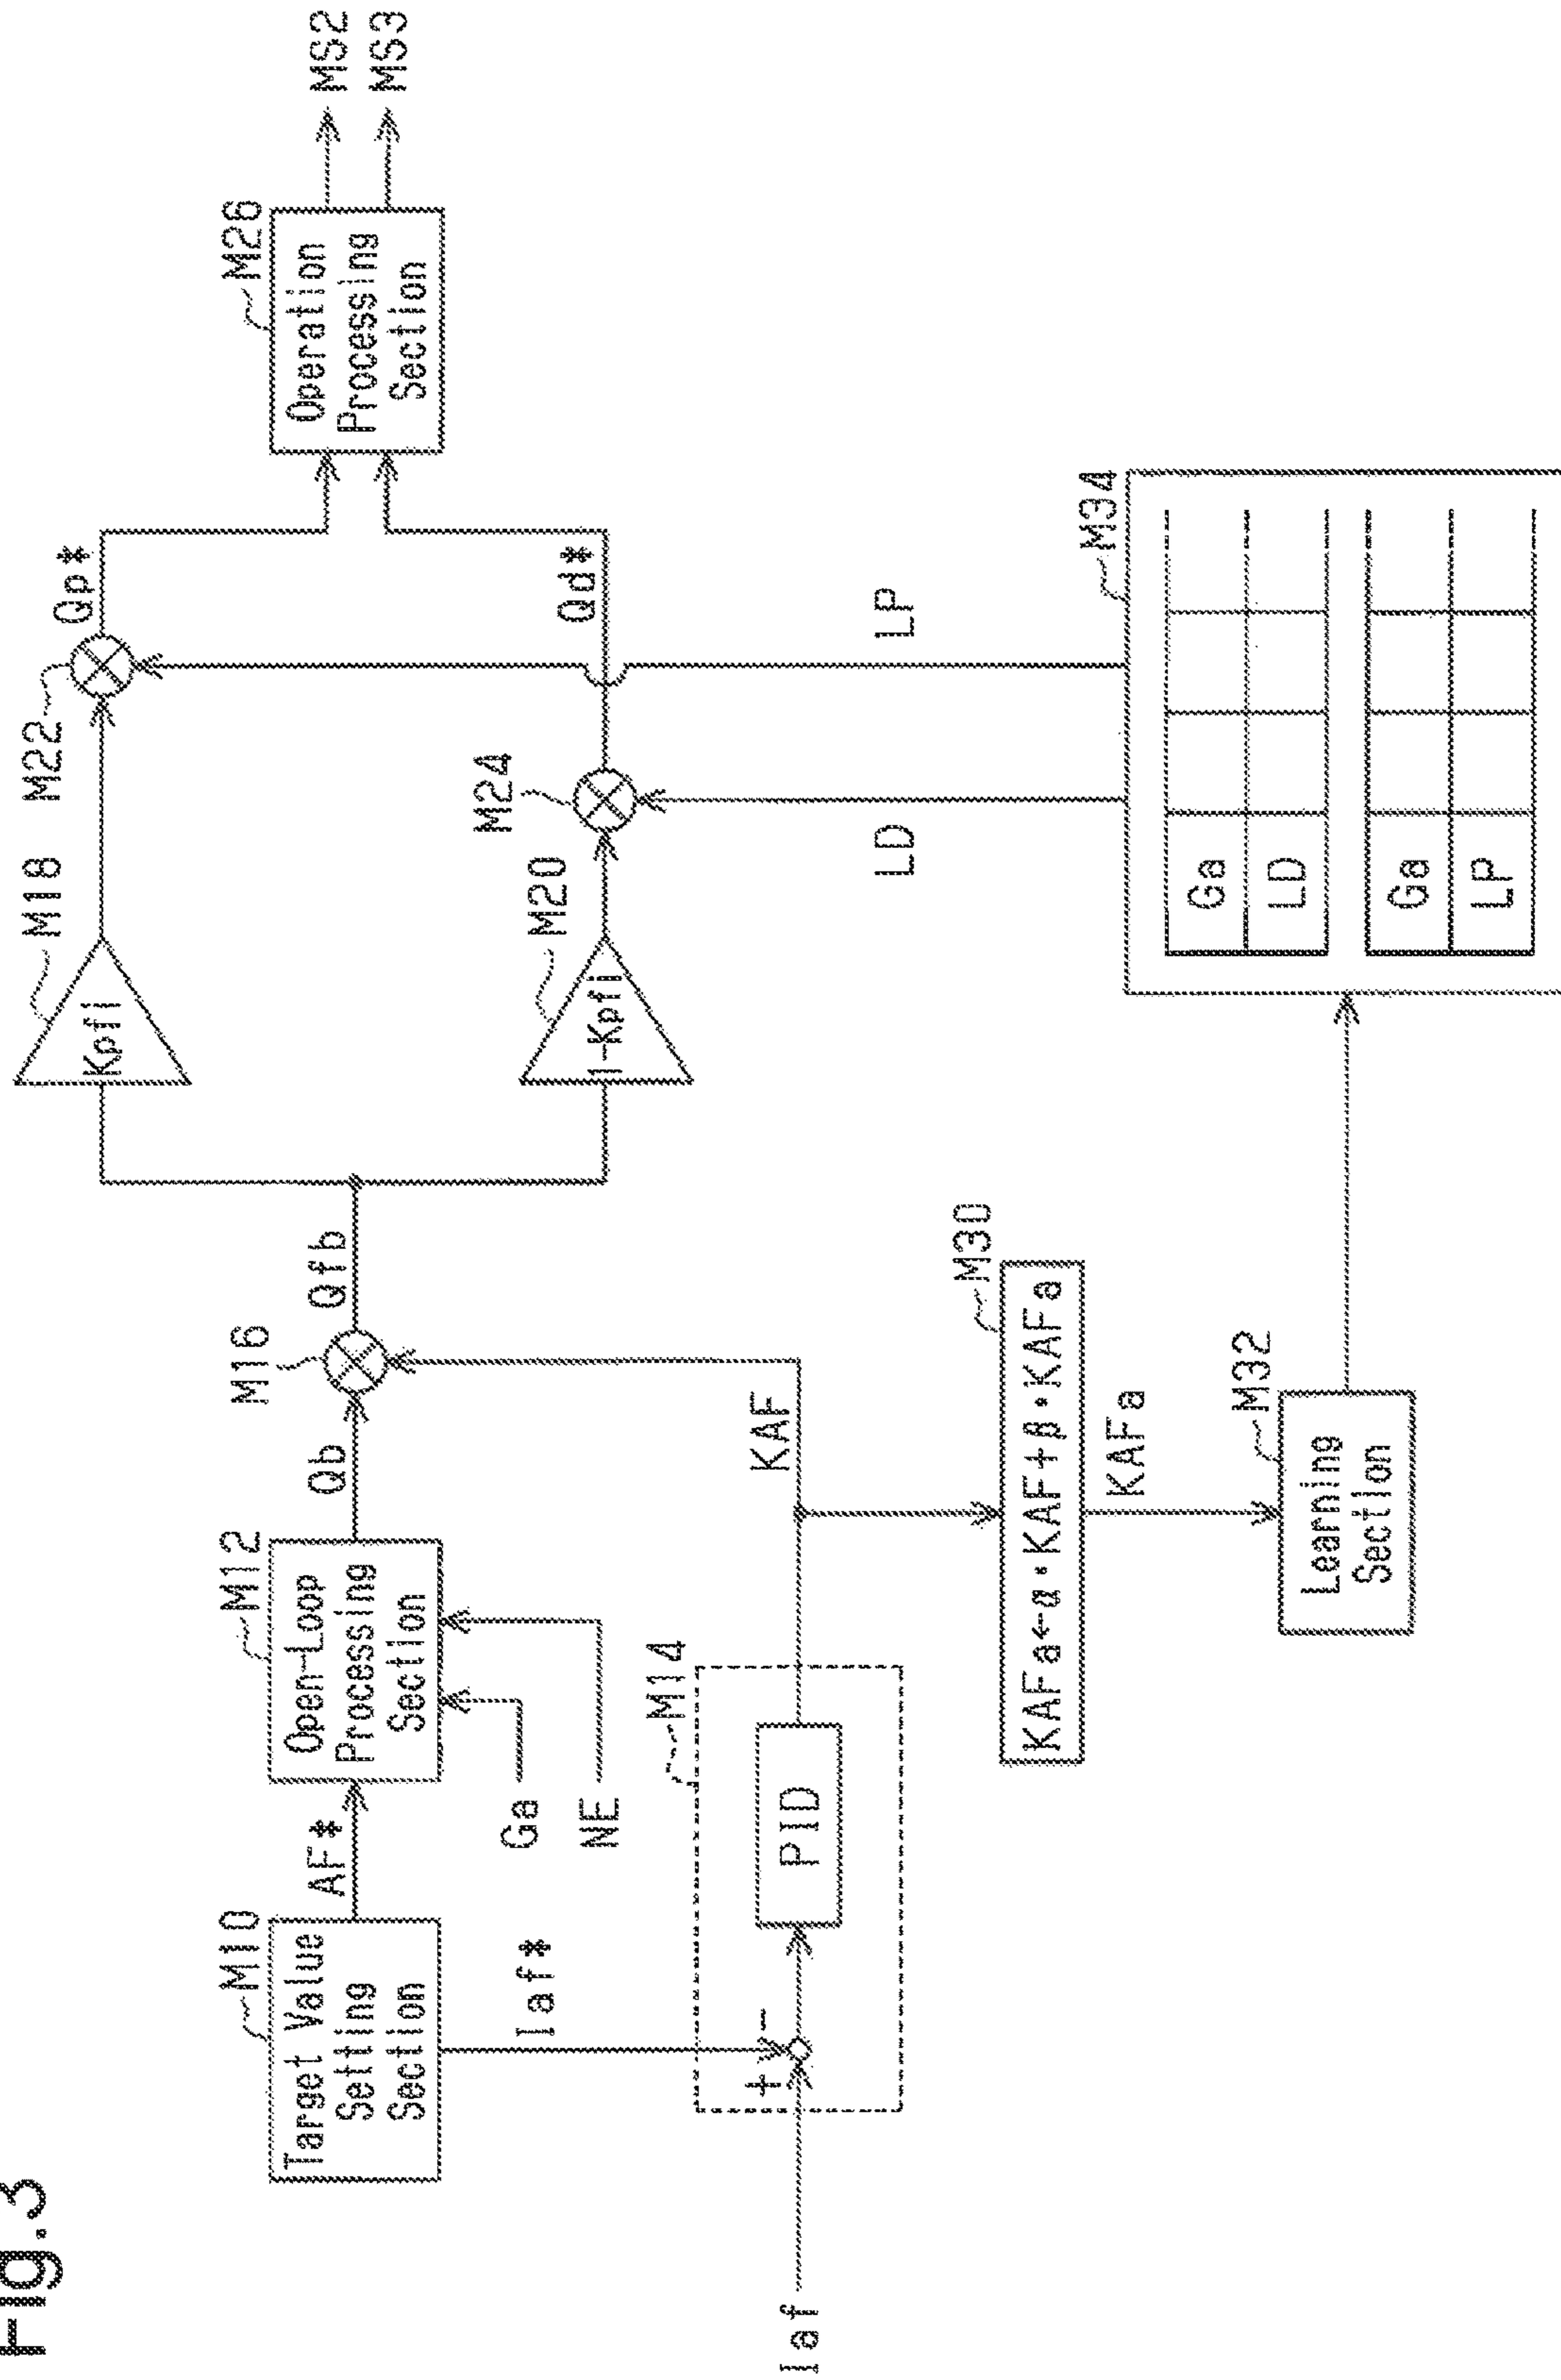 Fig.3
M10
Target Value
Setting
Section
AF*
M12
Open-Loop
Processing
Section
Ga
NE
Qb
M16
Qfb
M18
Kpfi
M22
Qp*
M20
1-Kpfi
M24
Qd*
M26
Operation
Processing
Section
MS2
MS3
Iaf*
Iaf
+
-
M14
PID
KAF
M30
KAFa←α·KAF+β·KAFa
KAFa
M32
Learning
Section
LD
LP
M34
Ga
LD
Ga
LP